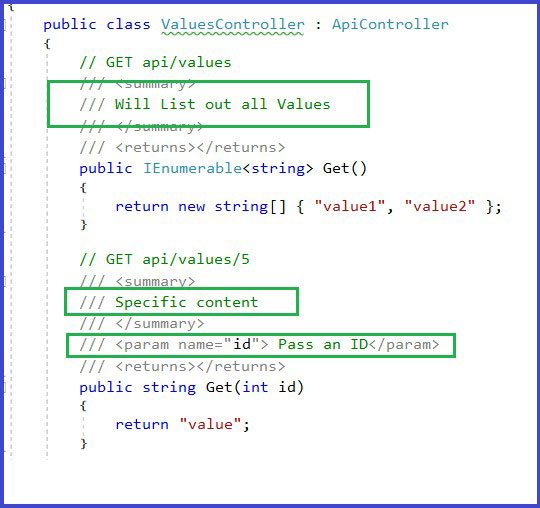 {
public class ValuesController : ApiController
{
// GET api/values
/// <summary>
/// Will List out all Values
/// </summary>
/// <returns></returns>
public IEnumerable<string> Get()
{
return new string[] { "value1", "value2" };
}
// GET api/values/5
/// <summary>
/// Specific content
/// </summary>
/// <param name="id"> Pass an ID</param>
/// <returns></returns>
public string Get(int id)
{
return "value";
}